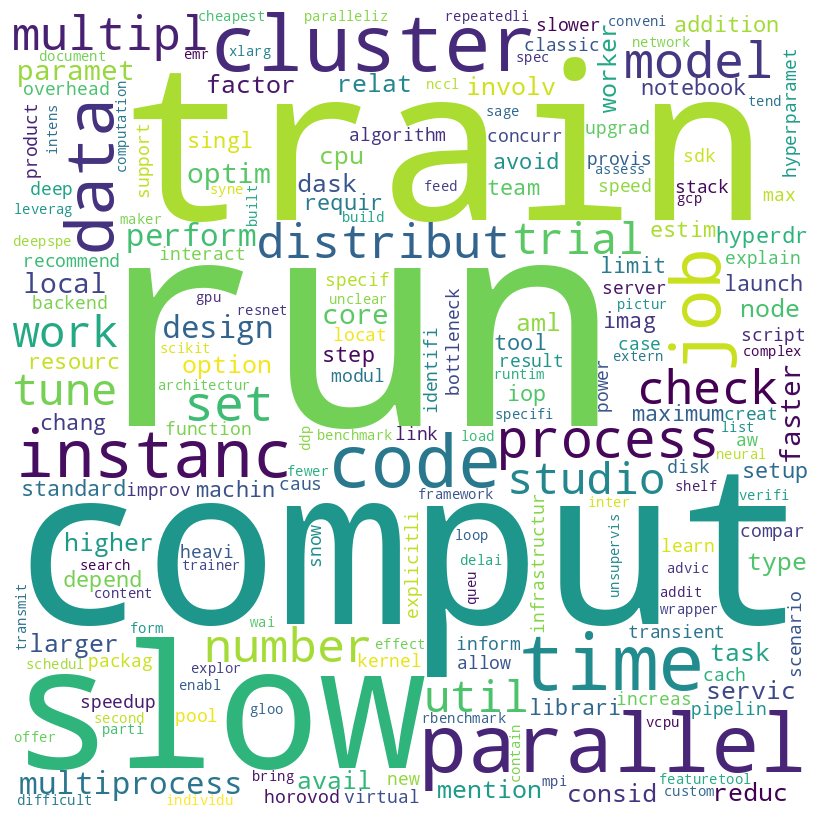 cheapest paralleliz repeatedli conveni
multipl cluster slower addition
document emr xlarg classic spec network
paramet factor relat nccl involv worker model
overhead notebook
product intens computation data train sage hyperparamet
support singl algorithm concurr upgrad
optim cpu avoid provis sdk
deep syne feed dask team assess speed stack gcp max
leverag built requir
maker build
deepspe perform distribut trial estim hyperdr
recommend interact explain
local gpu resnet specif limit job launch
backend unclear core iop aml server pictur node
work design locat imag
scikit step tool case script
resourc option identifi bottleneck result extern complex
architectur modul runtim
tune set run specifi power check faster
chang function ddp benchmark link load maximum creat list aw
instanc fewer code process neural
standard improv machin caus studio disk setup
framework shelf verifi
higher heavi snow explicitli loop inter unsupervis compar
search trainer delai infrastructur learn type
depend content comput queu advic addit wrapper
transmit form wai effect inform transient scenario
larger number allow time task
schedul packag explor kernel librari cach servic
speedup enabl util increas pipelin
second pool gloo rbenchmark vcpu
offer parti slow parallel
multiprocess bring avail new mention contain mpi consid featuretool reduc
difficult individu horovod virtual custom